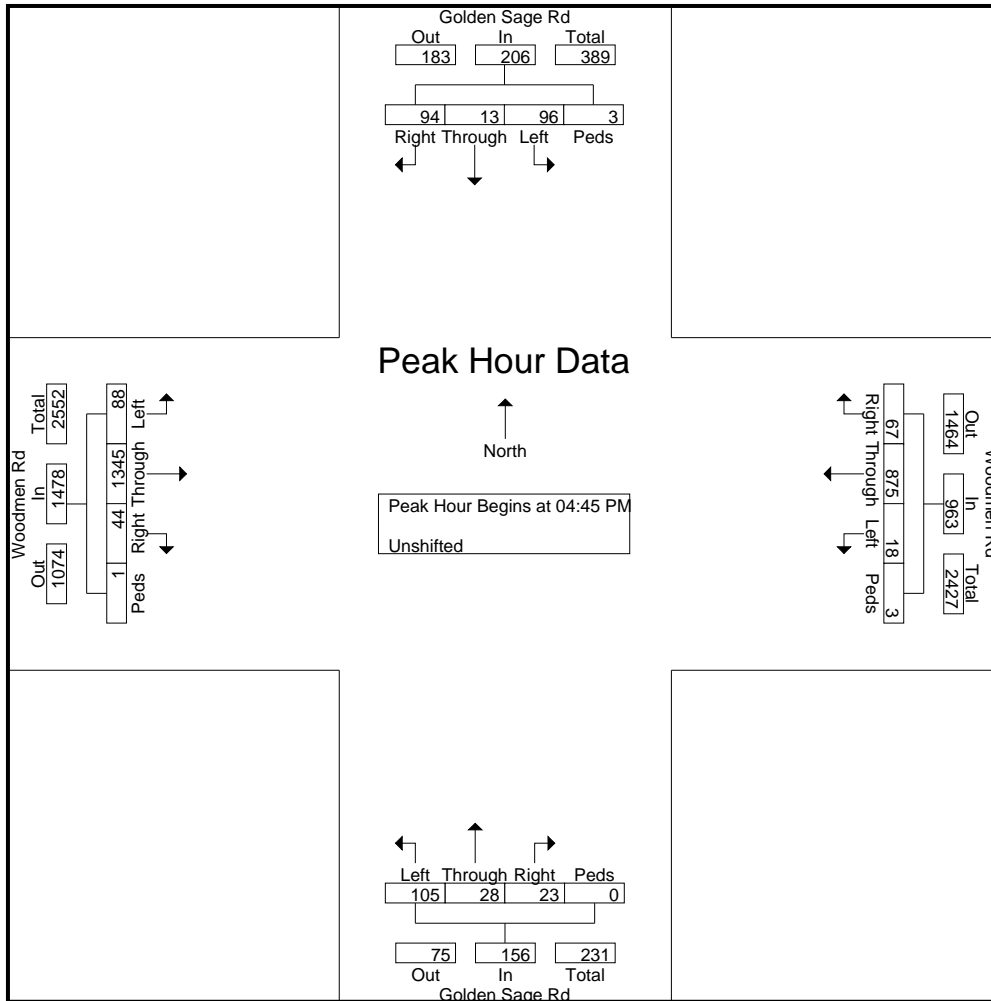 Golden Sage Rd
Out In Total
183 206 389
94 13 96 3
Right Through Left Peds
Peak Hour Data
North
Peak Hour Begins at 04:45 PM
Unshifted
Woodmen Rd
Total In Out
2552 1478 1074
88 1345 44 1
Left Through Right Peds
Woodmen Rd
Out In Total
1464 963 2427
67 875 18 3
Right Through Left Peds
Left Through Right Peds
105 28 23 0
75 156 231
Out In Total
Golden Sage Rd